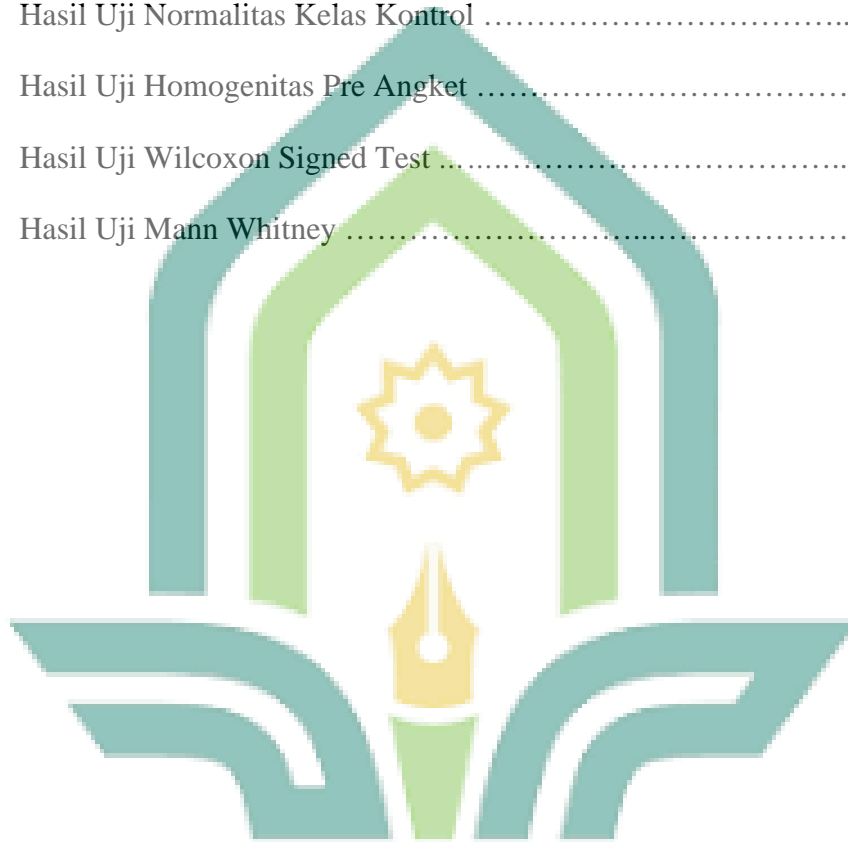 Hasil Uji Normalitas Kelas Kontrol …………………………...
Hasil Uji Homogenitas Pre Angket ……………………………
Hasil Uji Wilcoxon Signed Test ...…………………………...
Hasil Uji Mann Whitney ………………………...……………